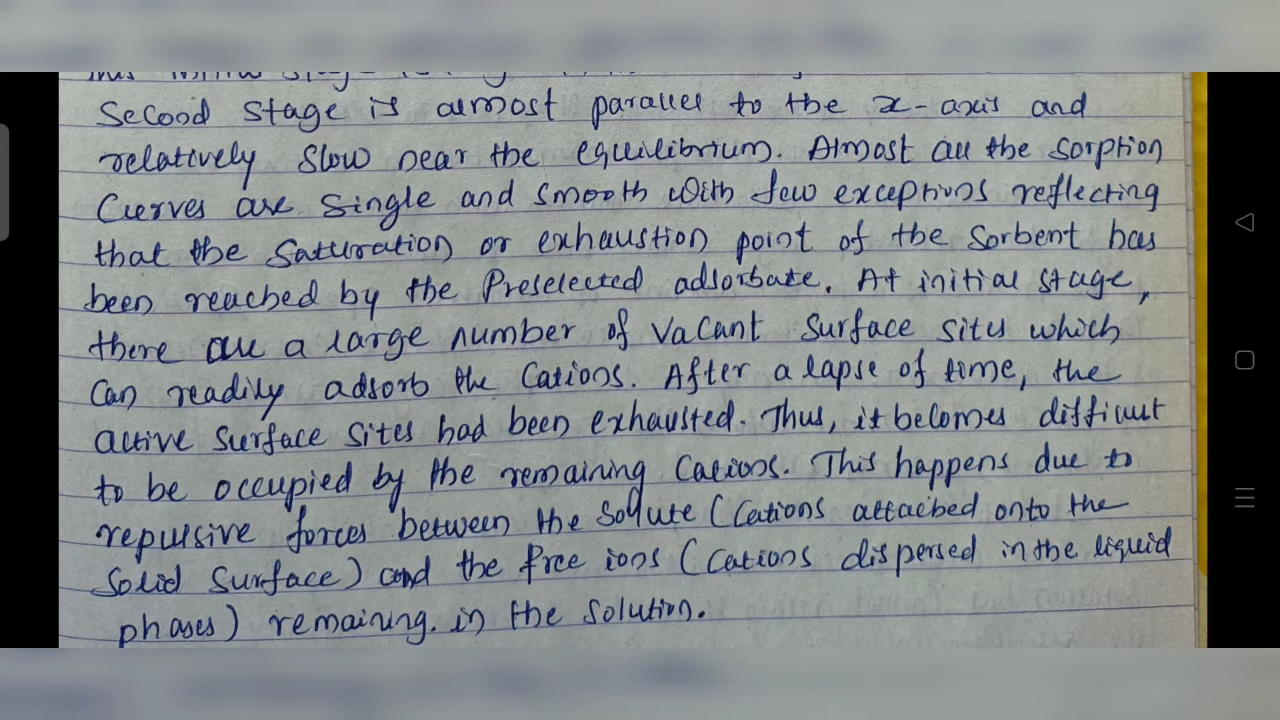 Second stage is almost parallel to the x-axis and
relatively slow near the equilibrium. Almost all the sorption
Curves are single and smooth with few exceptions reflecting
that the saturation or exhaustion point of the sorbent has
been reached by the Preselected adsorbate. At initial stage,
there are a large number of vacant surface sites which
can readily adsorb the cations. After a lapse of time, the
active surface sites had been exhausted. Thus, it becomes difficult
to be occupied by the remaining cations. This happens due to
repulsive forces between the solute (cations attached onto the
solid surface) and the free ions (cations dispersed in the liquid
phases) remaining. in the solution.